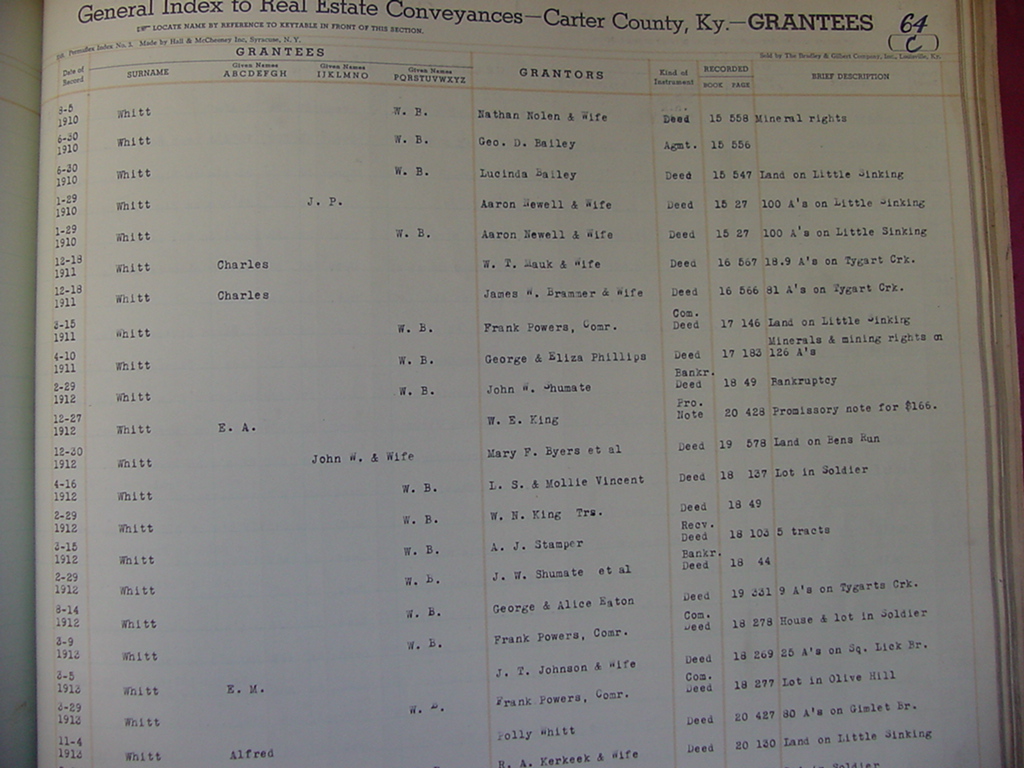 General Index to Real Estate Conveyances—Carter County, Ky.—GRANTEES 64
C
LOCATE NAME BY REFERENCE TO KEYTABLE IN FRONT OF THIS SECTION.
Index No. 3. Made by Hall & McChesney Inc, Syracuse, N. Y.
Sold by The Bradley & Gilbert Company, Inc., Louisville, Ky.
GRANTEES
Date of Record SURNAME Given Names ABCDEFGH Given Names IJKLMNO Given Names PQRSTUVWXYZ GRANTORS Kind of Instrument RECORDED BOOK PAGE BRIEF DESCRIPTION
8-5 1910 Whitt W. B. Nathan Nolen & Wife Deed 15 558 Mineral rights
6-30 1910 Whitt W. B. Geo. D. Bailey Agmt. 15 556
6-30 1910 Whitt W. B. Lucinda Bailey Deed 15 547 Land on Little Sinking
1-29 1910 Whitt J. P. Aaron Newell & Wife Deed 15 27 100 A's on Little Sinking
1-29 1910 Whitt W. B. Aaron Newell & Wife Deed 15 27 100 A's on Little Sinking
12-18 1911 Whitt Charles W. T. Mauk & Wife Deed 16 567 18.9 A's on Tygart Crk.
12-18 1911 Whitt Charles James W. Brammer & Wife Deed 16 566 81 A's on Tygart Crk.
3-15 1911 Whitt W. B. Frank Powers, Comr. Com. Deed 17 146 Land on Little Sinking
4-10 1911 Whitt W. B. George & Eliza Phillips Deed 17 183 Minerals & mining rights on 126 A's
2-29 1912 Whitt W. B. John W. Shumate Bankr. Deed 18 49 Bankruptcy
12-27 1912 Whitt E. A. W. E. King Pro. Note 20 428 Promissory note for $166.
12-30 1912 Whitt John W. & Wife Mary F. Byers et al Deed 19 578 Land on Bens Run
4-16 1912 Whitt W. B. L. S. & Mollie Vincent Deed 18 137 Lot in Soldier
2-29 1912 Whitt W. B. W. N. King Trs. Deed 18 49
3-15 1912 Whitt W. B. A. J. Stamper Recv. Deed 18 103 5 tracts
2-29 1912 Whitt W. B. J. W. Shumate et al Bankr. Deed 18 44
8-14 1912 Whitt W. B. George & Alice Eaton Deed 19 331 9 A's on Tygarts Crk.
3-9 1913 Whitt W. B. Frank Powers, Comr. Com. Deed 18 278 House & lot in Soldier
3-5 1913 Whitt E. M. J. T. Johnson & Wife Deed 18 269 25 A's on Sq. Lick Br.
3-29 1913 Whitt W. B. Frank Powers, Comr. Com. Deed 18 277 Lot in Olive Hill
11-4 1913 Whitt Alfred Polly Whitt Deed 20 427 80 A's on Gimlet Br.
R. A. Kerkeek & Wife Deed 20 130 Land on Little Sinking